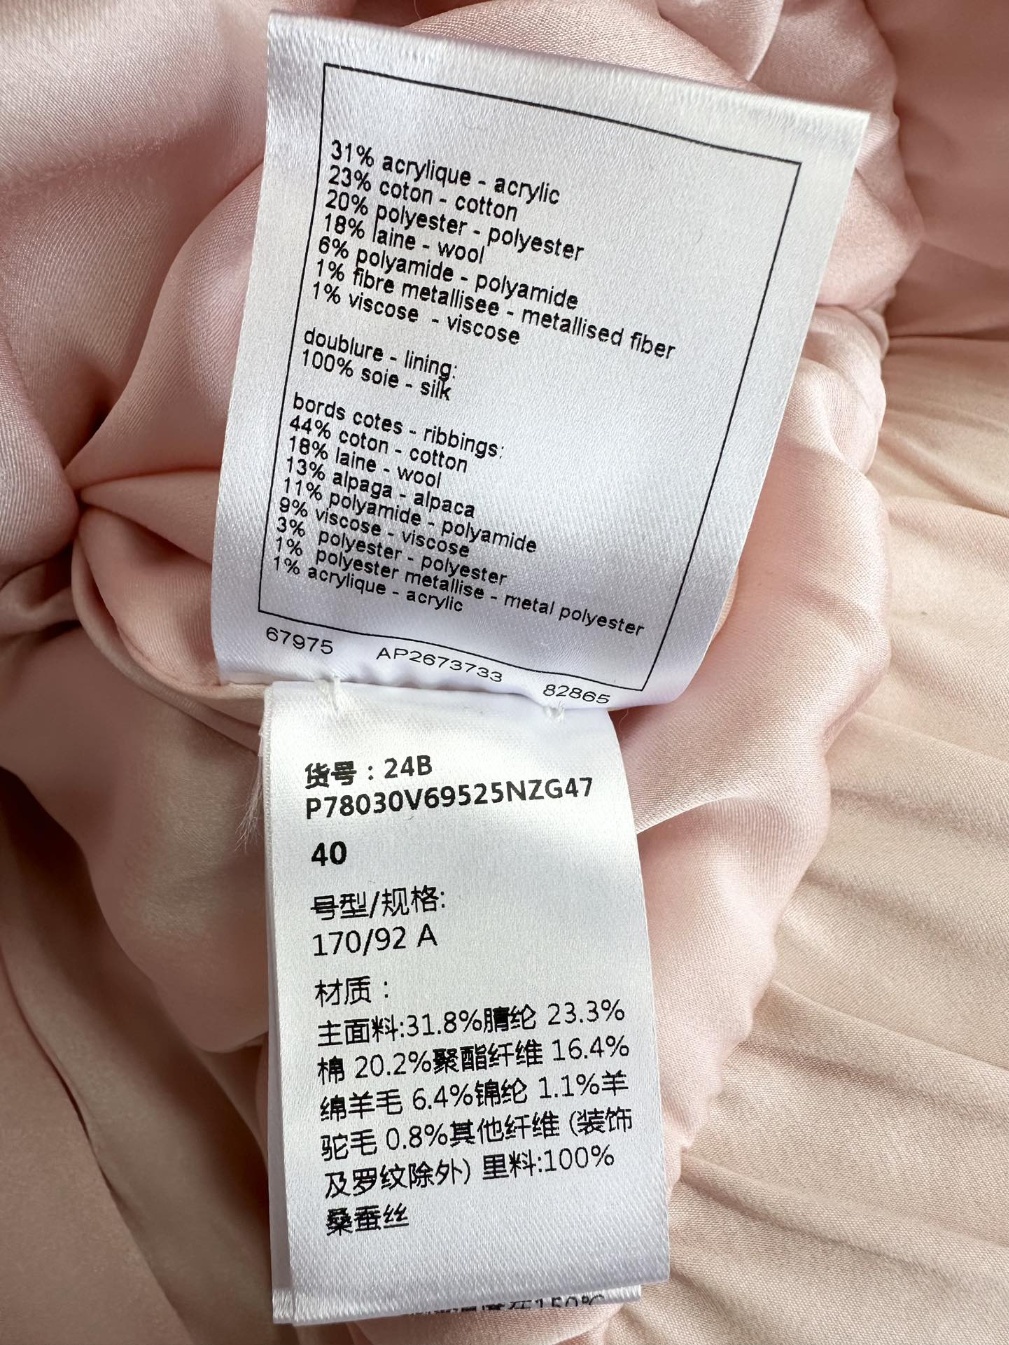 31% acrylique - acrylic
23% coton - cotton
20% polyester - polyester
18% laine - wool
6% polyamide - polyamide
1% fibre metallisee - metallised fiber
1% viscose - viscose
doublure - lining:
100% soie - silk
bords cotes - ribbings:
44% coton - cotton
18% laine - wool
13% alpaga - alpaca
11% polyamide - polyamide
9% viscose - viscose
3% polyester - polyester
1% polyester metallise - metal polyester
1% acrylique - acrylic
67975 AP2673733 82865
货号：24B
P78030V69525NZG47
40
号型/规格:
170/92 A
材质：
主面料:31.8%腈纶 23.3%
棉 20.2%聚酯纤维 16.4%
绵羊毛 6.4%锦纶 1.1%羊
驼毛 0.8%其他纤维 (装饰
及罗纹除外) 里料:100%
桑蚕丝